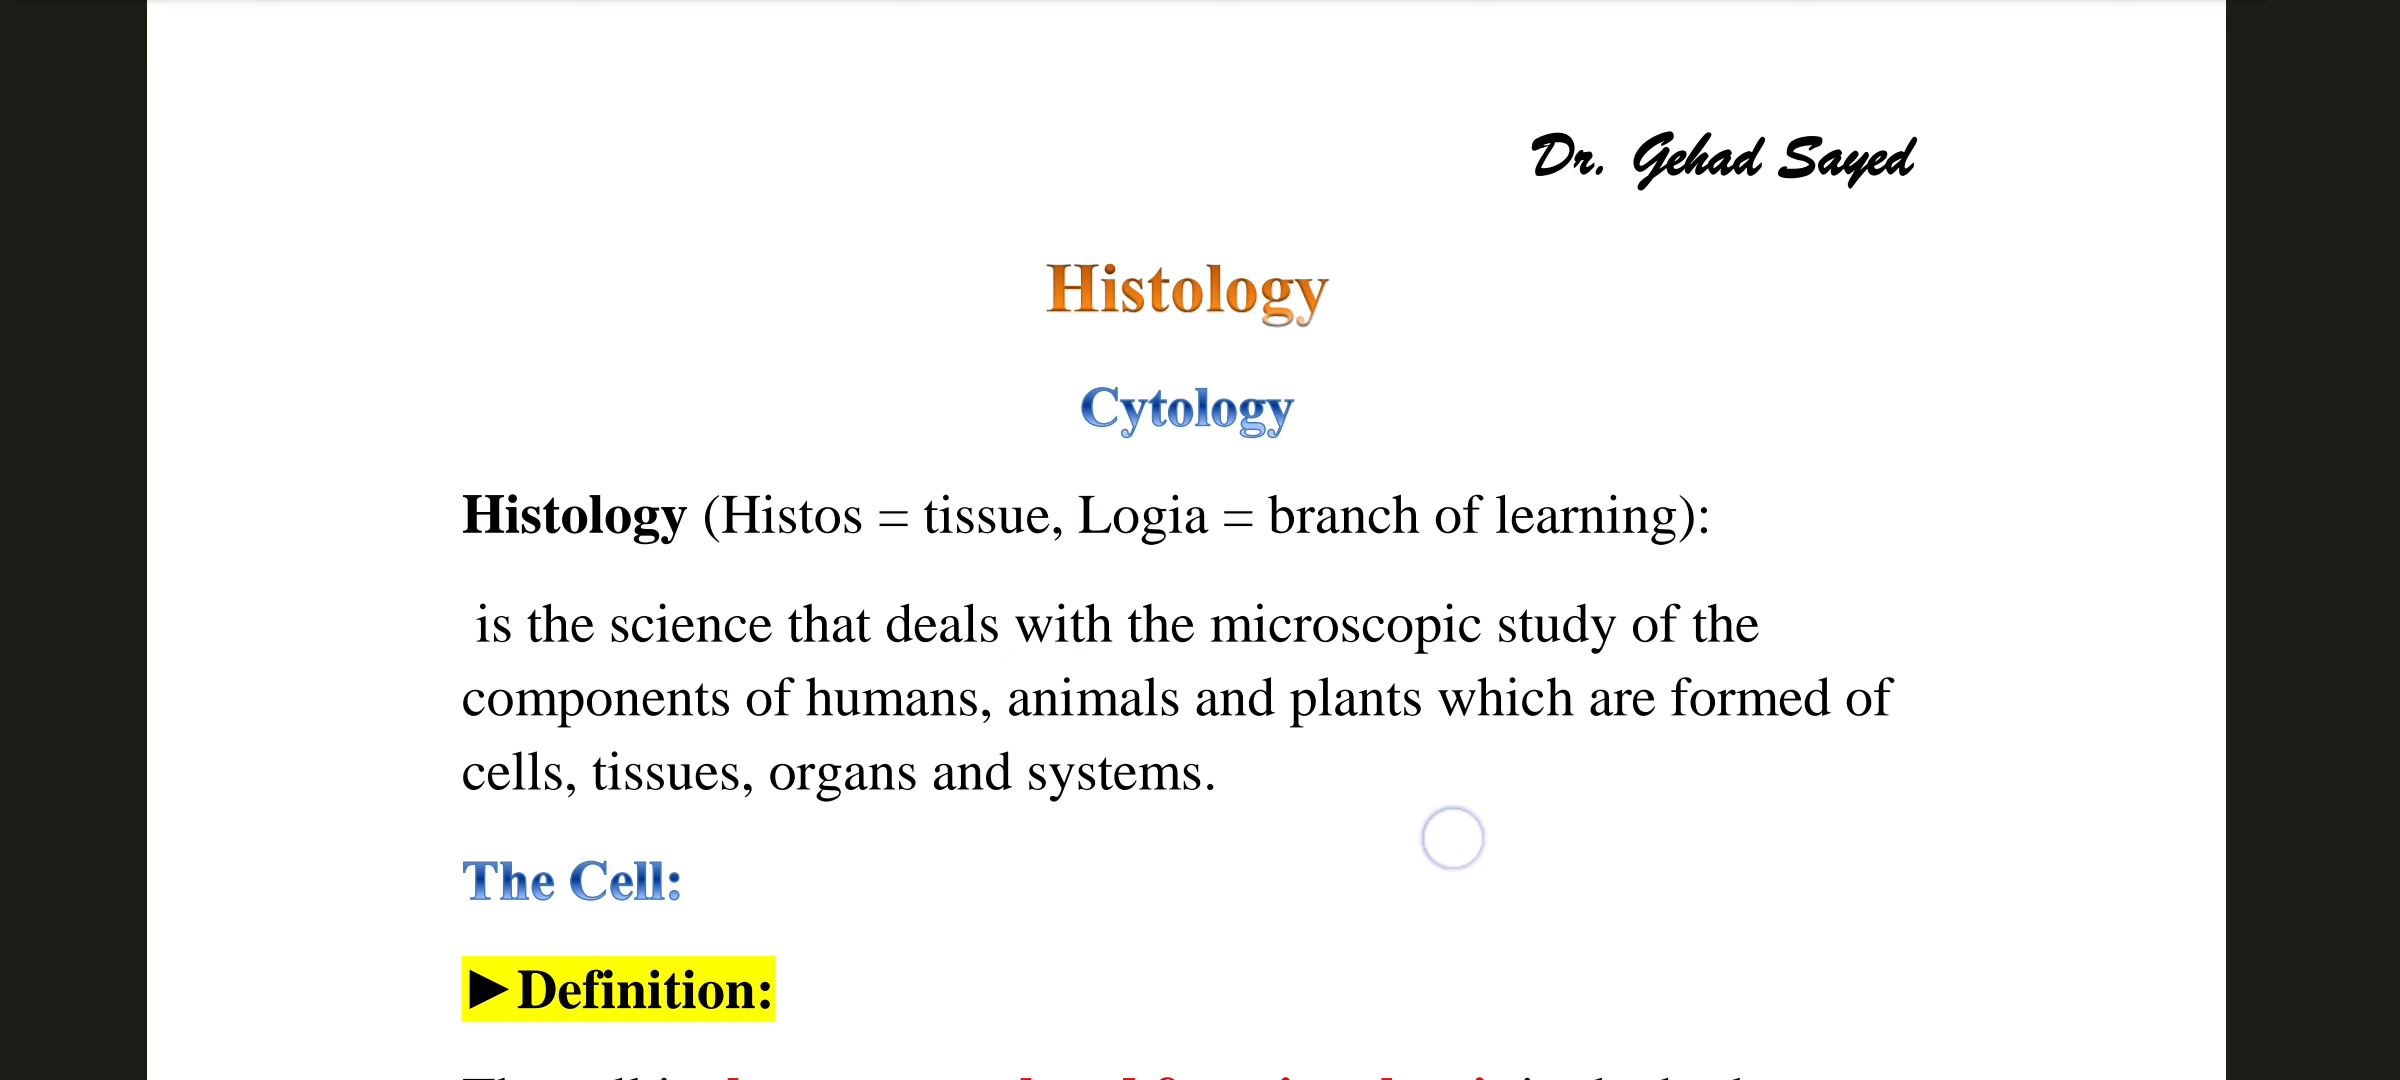 Dr. Gehad Sayed
Histology
Cytology
Histology (Histos = tissue, Logia = branch of learning):
is the science that deals with the microscopic study of the
components of humans, animals and plants which are formed of
cells, tissues, organs and systems.
The Cell:
►Definition: